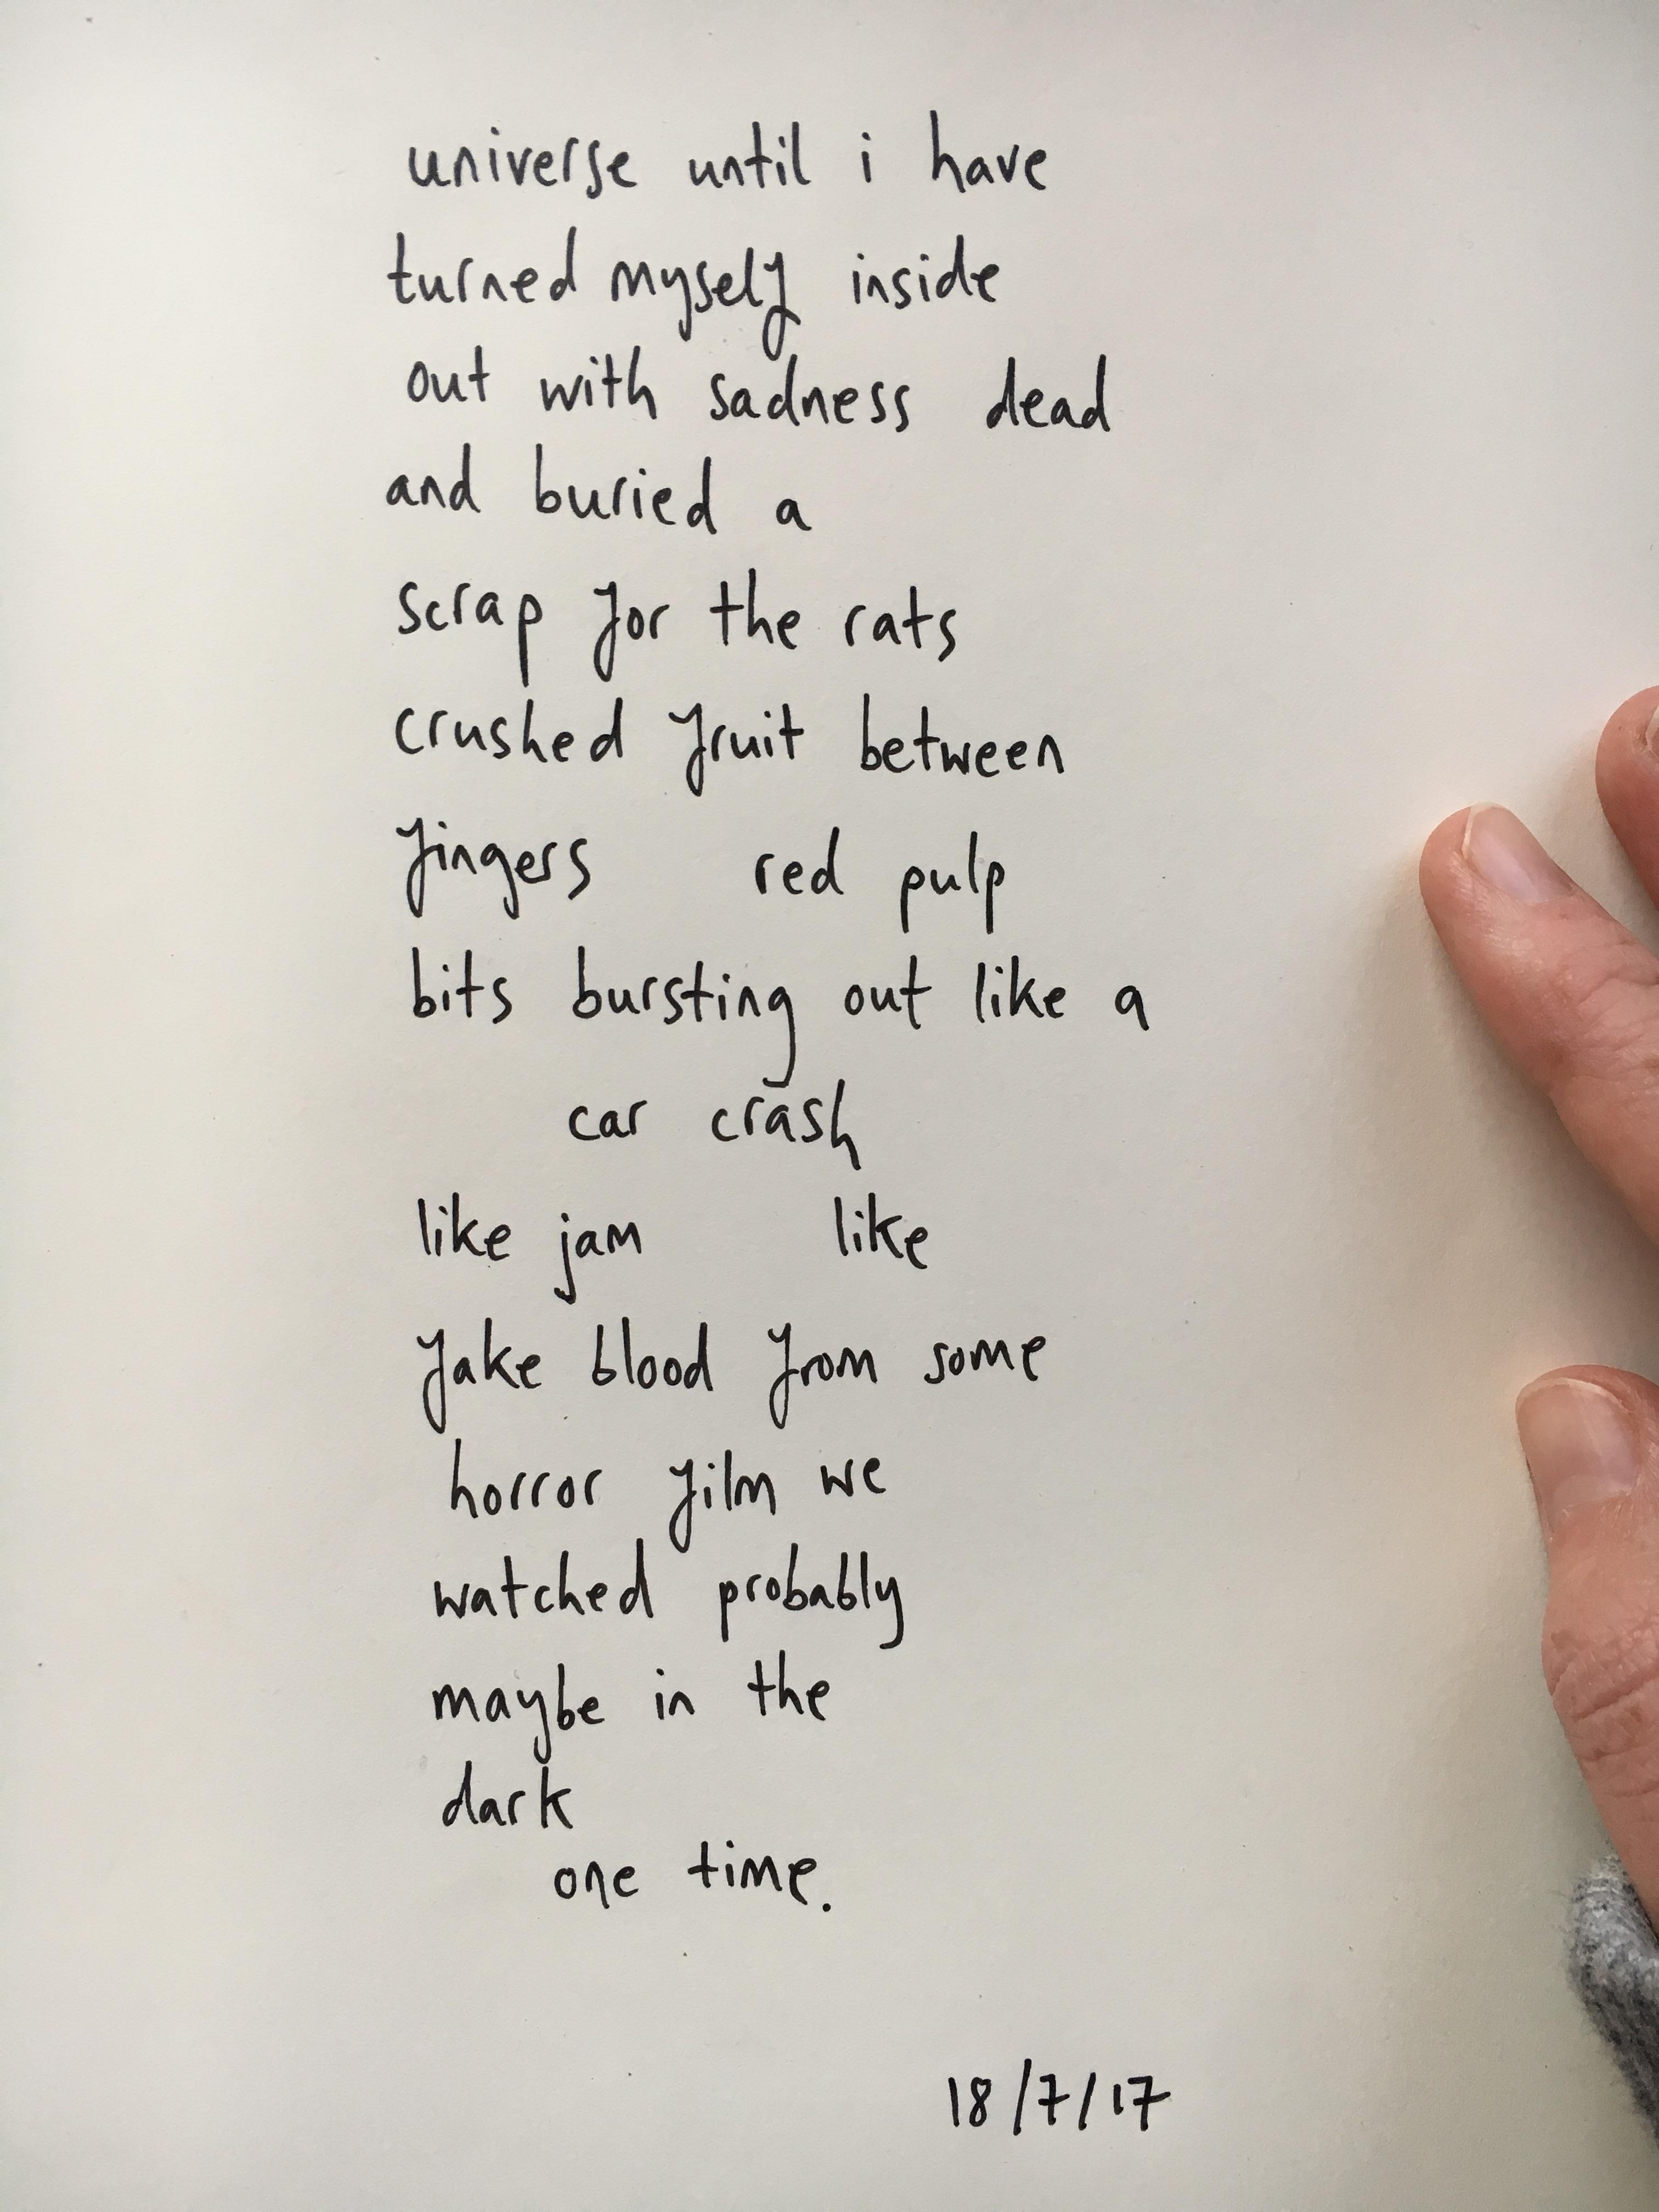 universe until i have
turned myself inside
out with sadness dead
and buried a
scrap for the rats
crushed fruit between
fingers red pulp
bits bursting out like a
car crash
like jam like
fake blood from some
horror film we
watched probably
maybe in the
dark
one time.
18/7/17